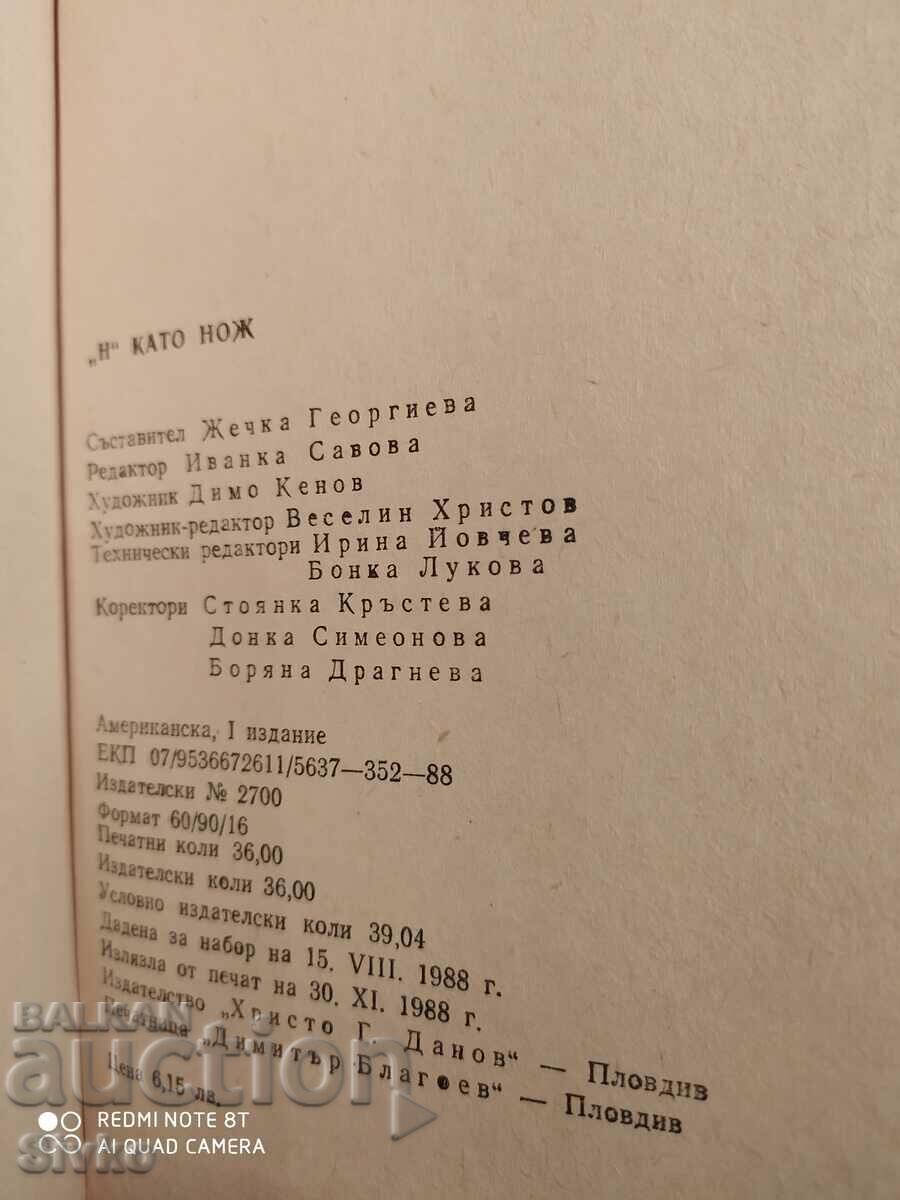 „Н“ КАТО НОЖ
Съставител Жечка Георгиева
Редактор Иванка Савова
Художник Димо Кенов
Художник-редактор Веселин Христов
Технически редактори Ирина Йовчева
Бонка Лукова
Коректори Стоянка Кръстева
Донка Симеонова
Боряна Драгнева
Американска, I издание
ЕКП 07/9536672611/5637—352—88
Издателски № 2700
Формат 60/90/16
Печатни коли 36,00
Издателски коли 36,00
Условно издателски коли 39,04
Дадена за набор на 15. VIII. 1988 г.
Излязла от печат на 30. XI. 1988 г.
Издателство „Христо Г. Данов“ — Пловдив
Печатница „Димитър Благоев“ — Пловдив
Цена 6,15 лв.
BALKAN
auction
REDMI NOTE 8T
AI QUAD CAMERA
Sivko